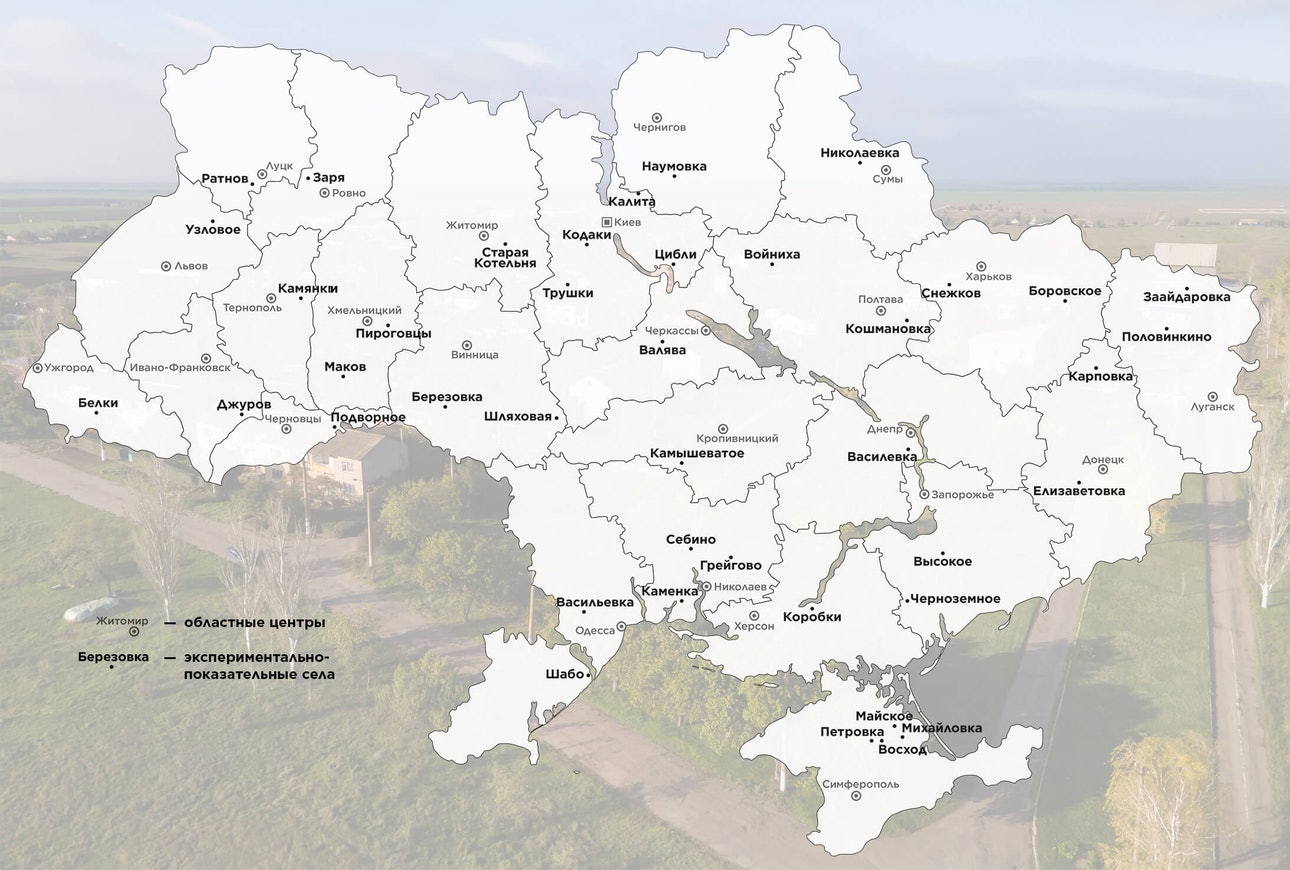 Чернигов
Николаевка
Сумы
Наумовка
Калита
Луцк
Ратнов
Заря
Ровно
Узловое
Житомир
Киев
Кодаки
Старая
Котельня
Цибли
Войниха
Львов
Харьков
Камянки
Тернополь
Трушки
Снежков
Боровское
Заайдаровка
Хмельницкий
Пироговцы
Полтава
Кошмановка
Черкассы
Валява
Половинкино
Винница
Ужгород
Ивано-Франковск
Маков
Карповка
Белки
Джуров
Черновцы
Подворное
Березовка
Шляховая
Луганск
Кропивницкий
Камышеватое
Днепр
Василевка
Донецк
Елизаветовка
Запорожье
Себино
Грейгово
Высокое
Каменка
Николаев
Васильевка
Одесса
Херсон
Коробки
Черноземное
Житомир — областные центры
Березовка — экспериментально-
показательные села
Шабо
Майское
Петровка
Михайловка
Восход
Симферополь